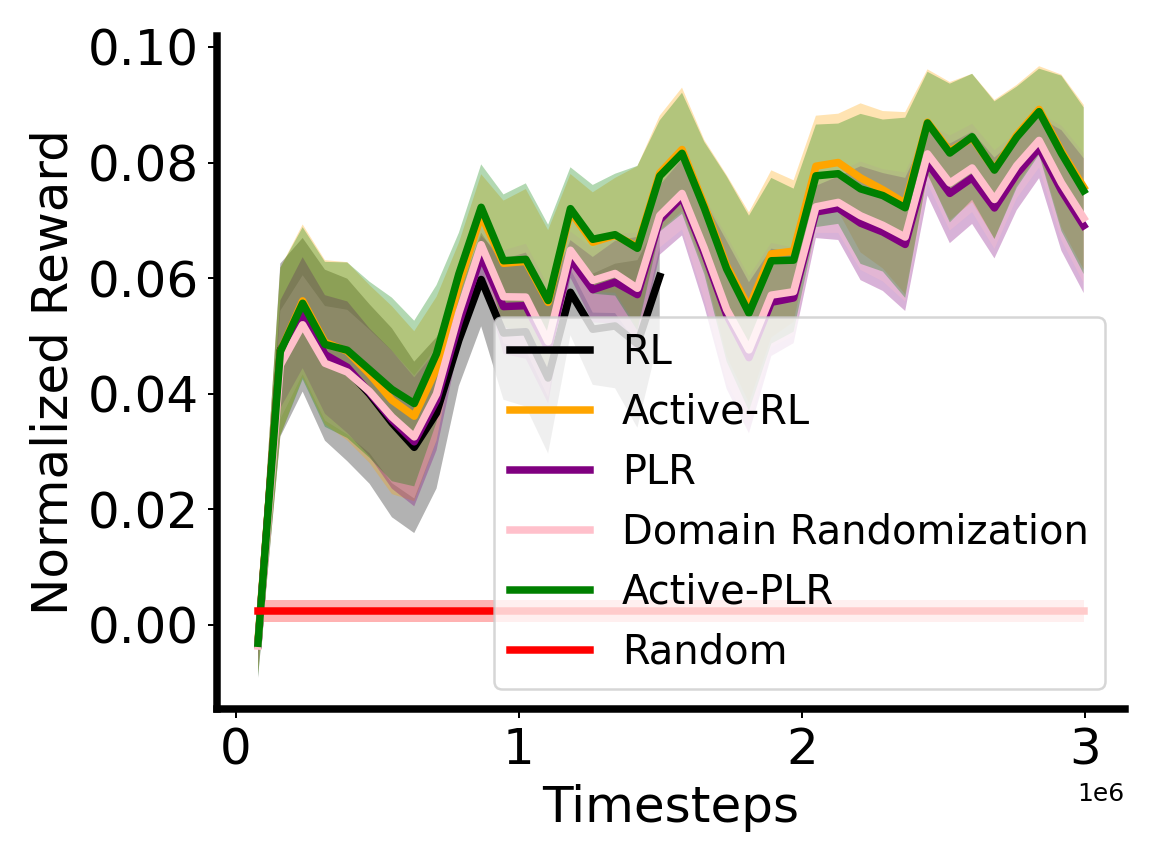 Normalized Reward
0.10
0.08
0.06
0.04
0.02
0.00
RL
Active-RL
PLR
Domain Randomization
Active-PLR
Random
0 1 2 3
1e6
Timesteps